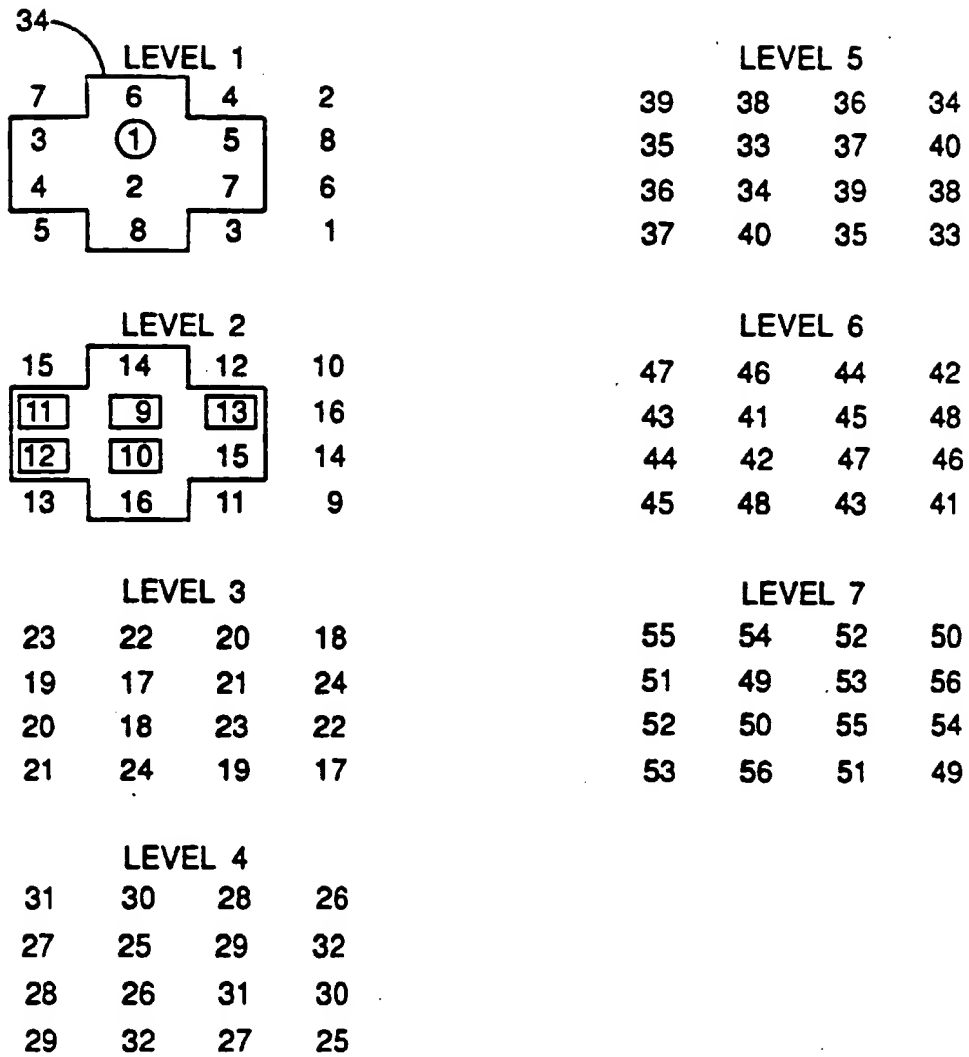 34
LEVEL 1
7 6 4 2
3 1 5 8
4 2 7 6
5 8 3 1
LEVEL 2
15 14 12 10
11 9 13 16
12 10 15 14
13 16 11 9
LEVEL 3
23 22 20 18
19 17 21 24
20 18 23 22
21 24 19 17
LEVEL 4
31 30 28 26
27 25 29 32
28 26 31 30
29 32 27 25
LEVEL 5
39 38 36 34
35 33 37 40
36 34 39 38
37 40 35 33
LEVEL 6
47 46 44 42
43 41 45 48
44 42 47 46
45 48 43 41
LEVEL 7
55 54 52 50
51 49 53 56
52 50 55 54
53 56 51 49